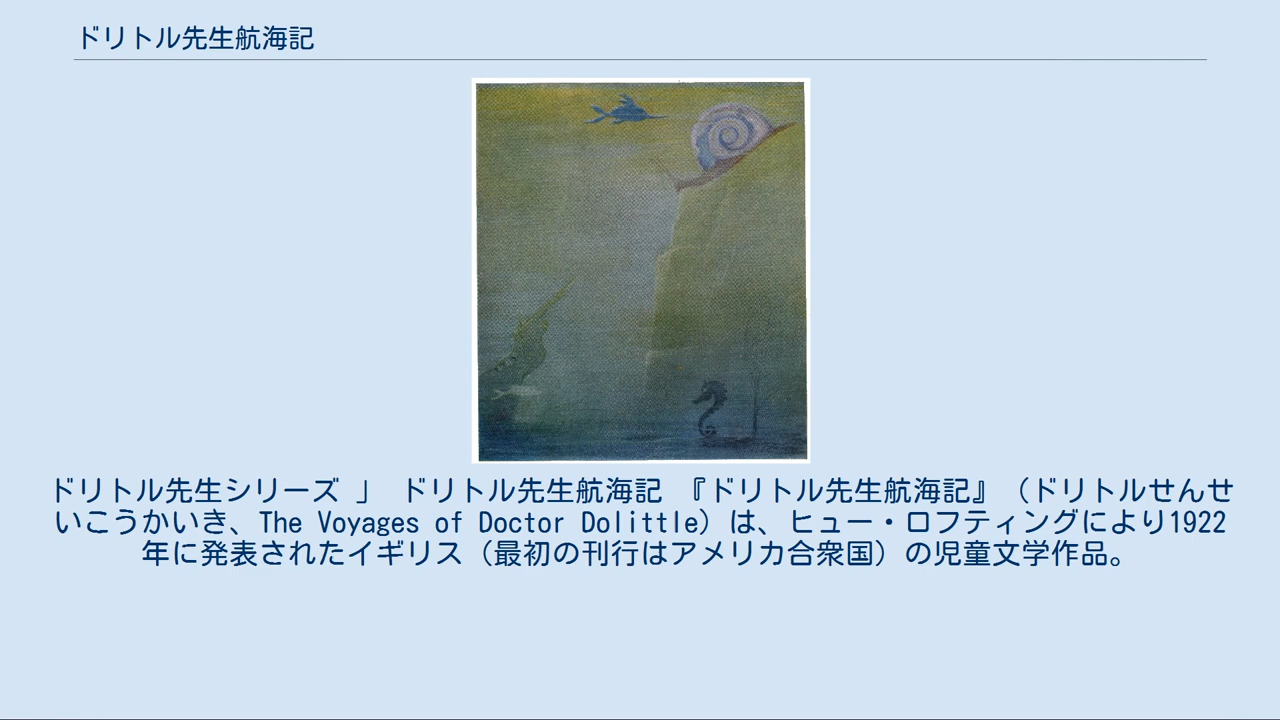 ドリトル先生航海記
ドリトル先生シリーズ 」 ドリトル先生航海記 『ドリトル先生航海記』（ドリトルせんせ
いこうかいき、The Voyages of Doctor Dolittle）は、ヒュー・ロフティングにより1922
年に発表されたイギリス（最初の刊行はアメリカ合衆国）の児童文学作品。